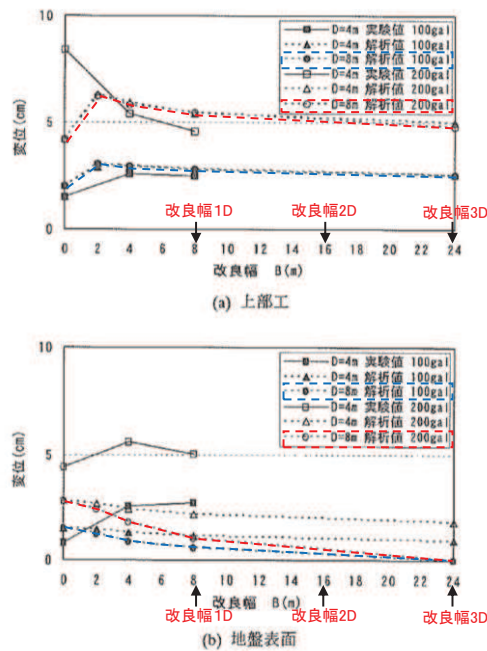 10
5
0
変位(cm)
D=4m 実験値 100gal
D=4m 解析値 100gal
D=8m 解析値 100gal
D=4m 実験値 200gal
D=4m 解析値 200gal
D=8m 解析値 200gal
改良幅1D
改良幅2D
改良幅3D
0 2 4 6 8 10 12 14 16 18 20 22 24
改良幅 B(m)
(a) 上部工
10
5
0
変位(cm)
D=4m 実験値 100gal
D=4m 解析値 100gal
D=8m 解析値 100gal
D=4m 実験値 200gal
D=4m 解析値 200gal
D=8m 解析値 200gal
0 2 4 6 8 10 12 14 16 18 20 22 24
改良幅1D
改良幅2D
改良幅3D
改良幅 B(m)
(b) 地盤表面